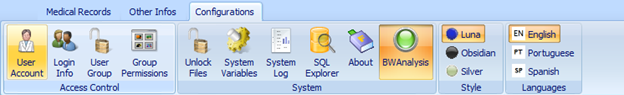 Medical Records Other Infos Configurations
User Account
Login Info
User Group
Group Permissions
Access Control
Unlock Files
System Variables
System Log
SQL Explorer
About
BWAnalysis
System
Luna
Obsidian
Silver
Style
EN English
PT Portuguese
SP Spanish
Languages